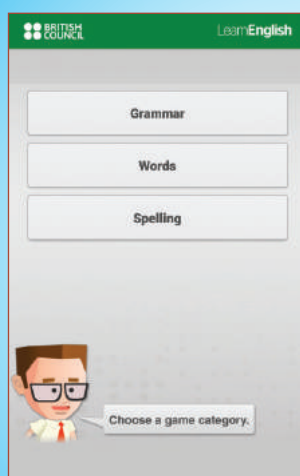 BRITISH
COUNCIL
LearnEnglish
Grammar
Words
Spelling
Choose a game category.